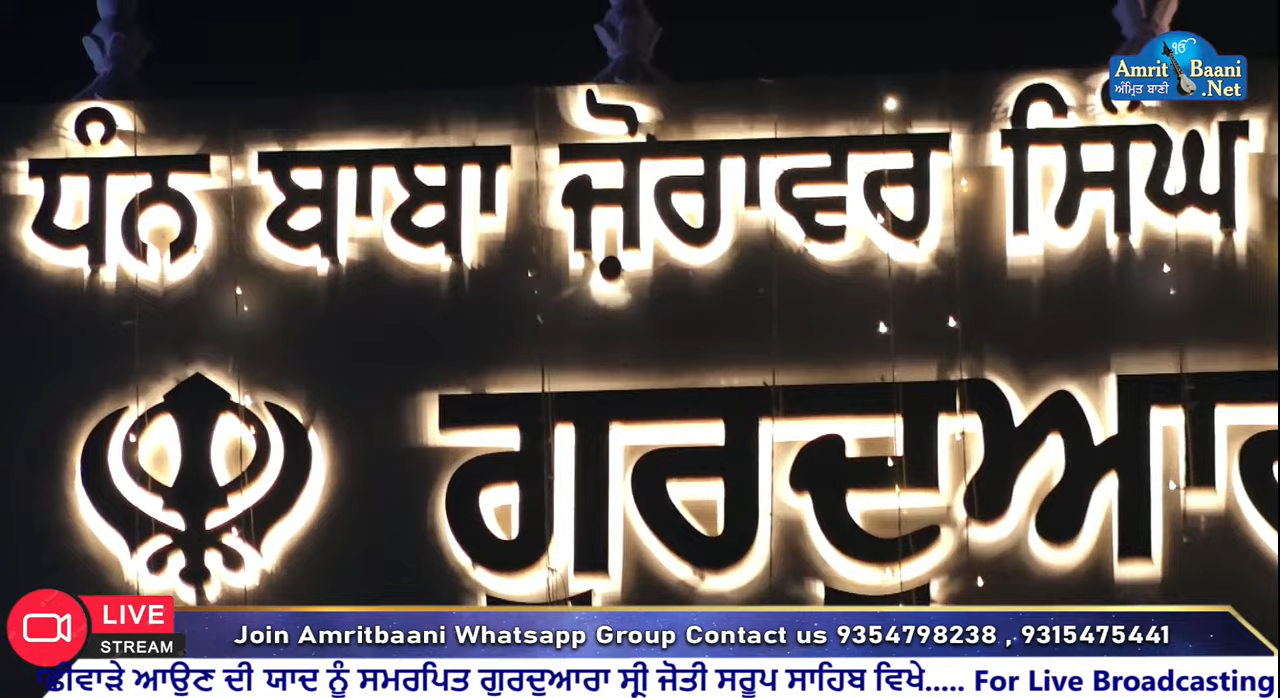 ੴ
Amrit Baani
ਅੰਮ੍ਰਿਤ ਬਾਣੀ .Net
ਧੰਨ ਬਾਬਾ ਜ਼ੋਰਾਵਰ ਸਿੰਘ
LIVE
STREAM
Join Amritbaani Whatsapp Group Contact us 9354798238 , 9315475441
ਆਉਣ ਦੀ ਯਾਦ ਨੂੰ ਸਮਰਪਿਤ ਗੁਰਦੁਆਰਾ ਸ੍ਰੀ ਜੋਤੀ ਸਰੂਪ ਸਾਹਿਬ ਵਿਖੇ..... For Live Broadcasting